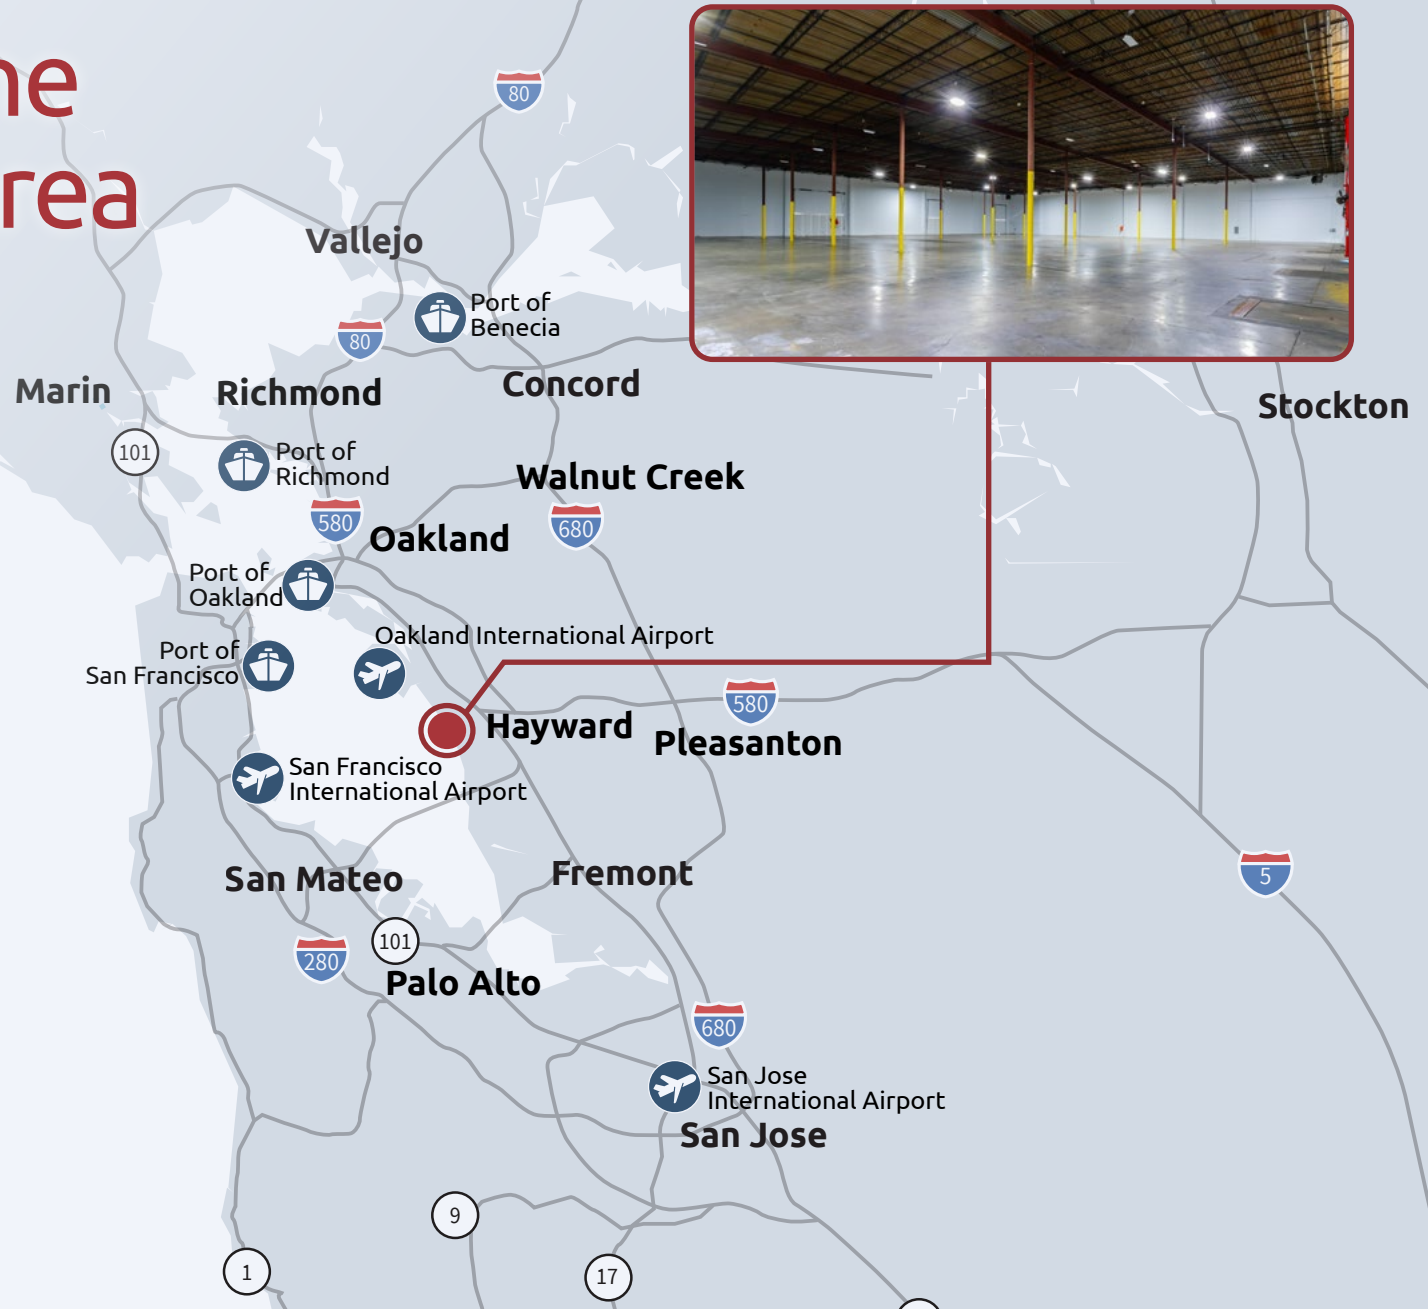 ne
rea
80
Vallejo
Port of
Benecia
80
Marin
Richmond
Concord
Stockton
101
Port of
Richmond
Walnut Creek
580
Oakland
680
Port of
Oakland
Oakland International Airport
Port of
San Francisco
580
Hayward
Pleasanton
San Francisco
International Airport
San Mateo
Fremont
5
101
280
Palo Alto
680
San Jose
International Airport
San Jose
9
1
17